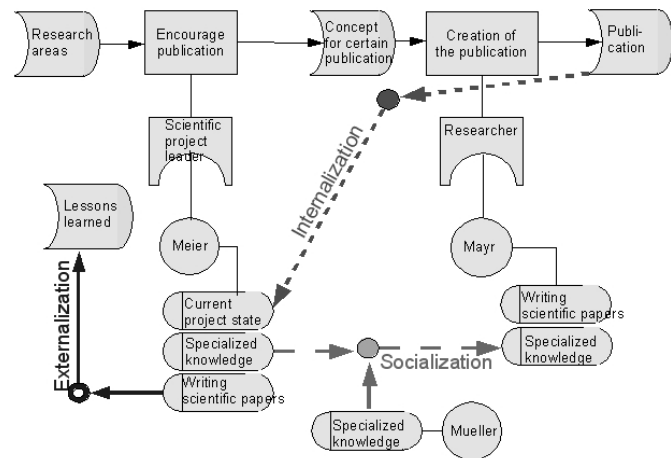 Research
areas
Encourage
publication
Concept
for certain
publication
Creation of
the publication
Publi-
cation
Scientific
project
leader
Researcher
Internalization
Lessons
learned
Meier
Mayr
Externalization
Current
project state
Specialized
knowledge
Writing
scientific papers
Writing
scientific papers
Specialized
knowledge
Socialization
Specialized
knowledge
Mueller